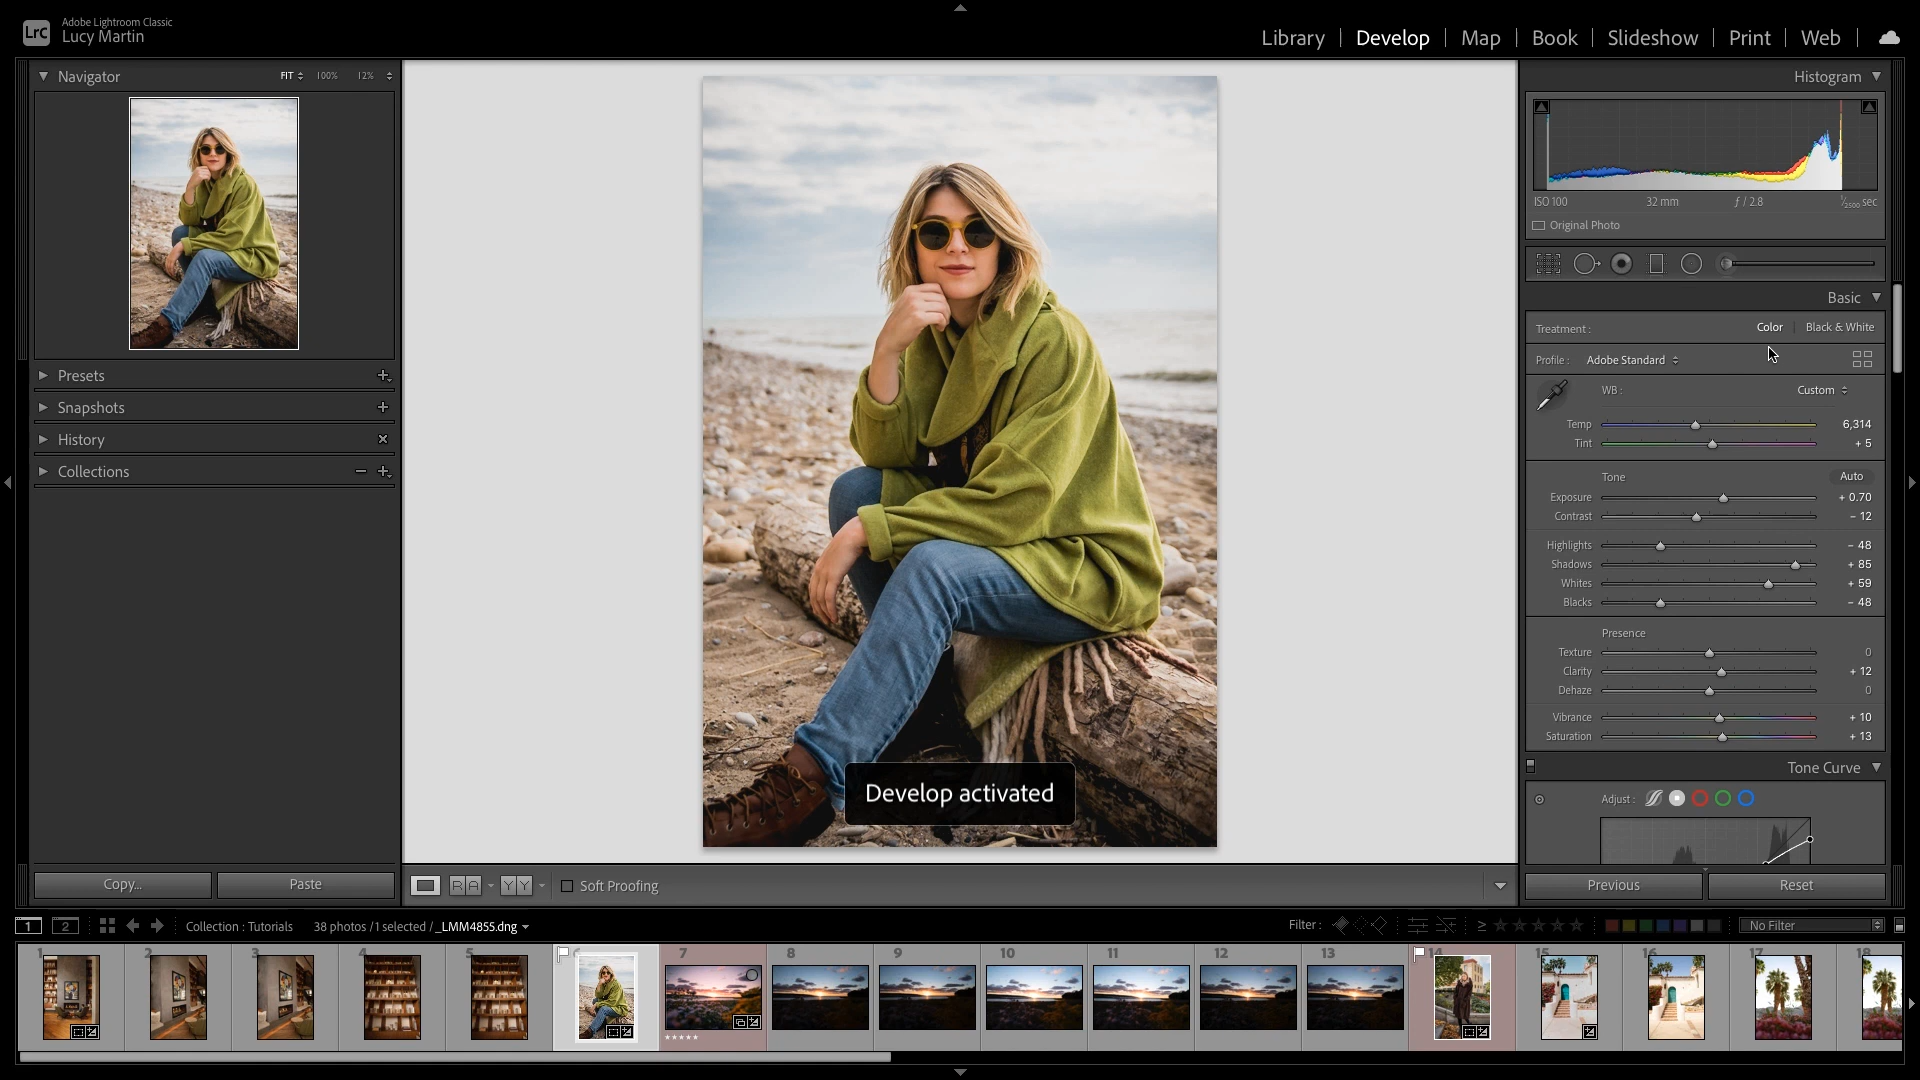 LrC
Adobe Lightroom Classic
Lucy Martin
Library | Develop | Map | Book | Slideshow | Print | Web
Navigator
FIT 100% 12%
Presets
Snapshots
History
Collections
Copy...
Paste
Develop activated
R A
Y Y
Soft Proofing
Histogram
ISO 100 32 mm ƒ / 2.8 1/2500 sec
Original Photo
Basic
Treatment : Color | Black & White
Profile : Adobe Standard
WB : Custom
Temp 6,314
Tint + 5
Tone Auto
Exposure + 0.70
Contrast – 12
Highlights – 48
Shadows + 85
Whites + 59
Blacks – 48
Presence
Texture 0
Clarity + 12
Dehaze 0
Vibrance + 10
Saturation + 13
Tone Curve
Adjust :
Previous
Reset
1 2
Collection : Tutorials
38 photos / 1 selected / _LMM4855.dng
Filter :
≥
No Filter
1 2 3 4 5 6 7 8 9 10 11 12 13 14 15 16 17 18